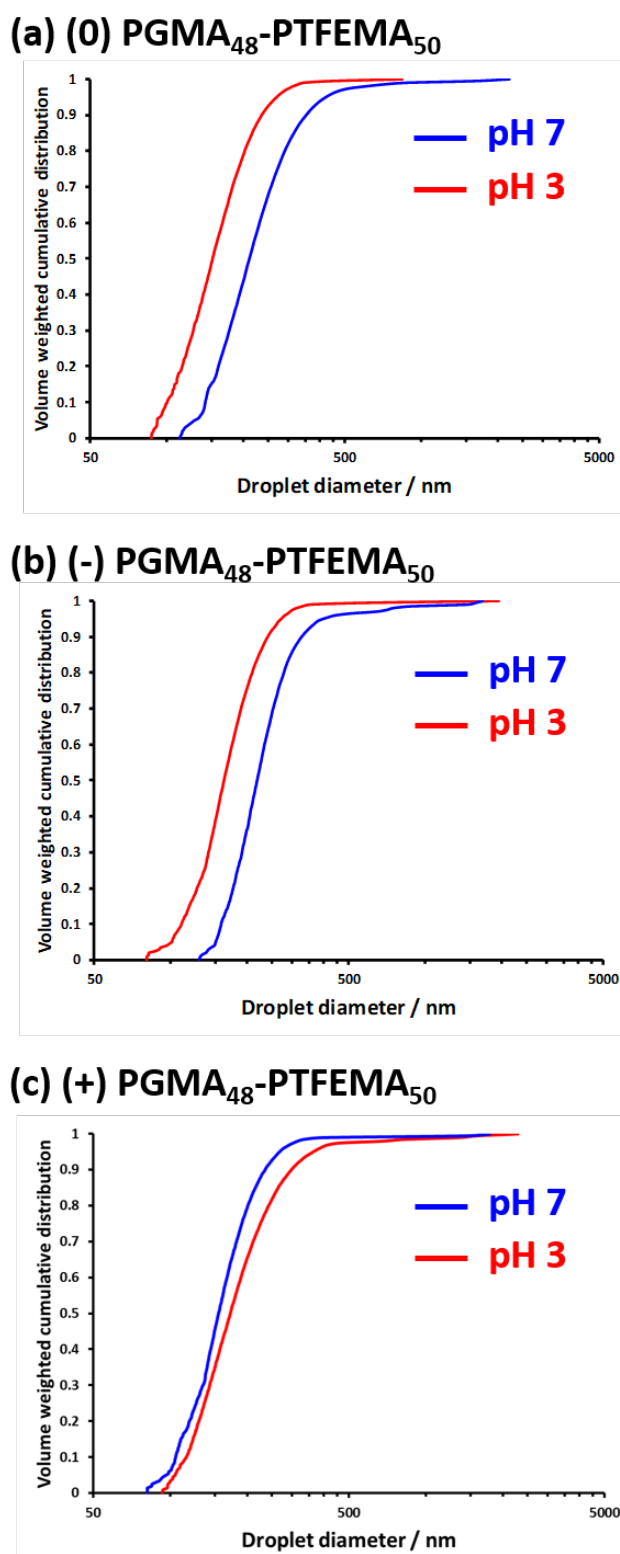 (a) (0) PGMA48-PTFEMA50
Volume weighted cumulative distribution
1
0.9
0.8
0.7
0.6
0.5
0.4
0.3
0.2
0.1
0
pH 7
pH 3
50
500
5000
Droplet diameter / nm
(b) (-) PGMA48-PTFEMA50
Volume weighted cumulative distribution
1
0.9
0.8
0.7
0.6
0.5
0.4
0.3
0.2
0.1
0
pH 7
pH 3
50
500
5000
Droplet diameter / nm
(c) (+) PGMA48-PTFEMA50
Volume weighted cumulative distribution
1
0.9
0.8
0.7
0.6
0.5
0.4
0.3
0.2
0.1
0
pH 7
pH 3
50
500
5000
Droplet diameter / nm